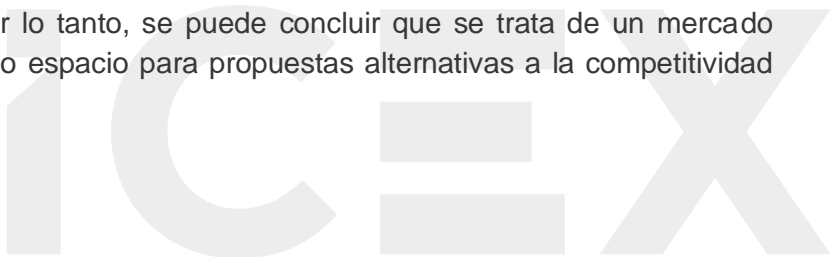 r lo tanto, se puede concluir que se trata de un mercado
o espacio para propuestas alternativas a la competitividad
ICEX